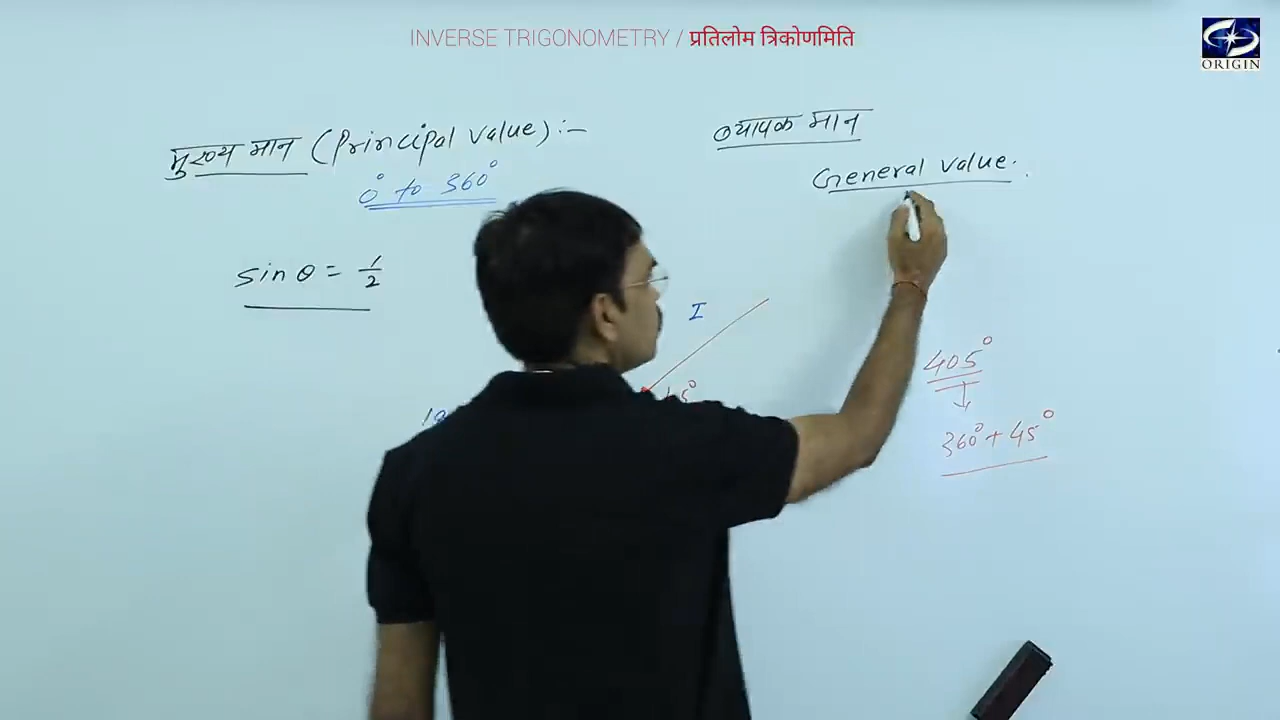 INVERSE TRIGONOMETRY / प्रतिलोम त्रिकोणमिति
ORIGIN
मुख्य मान (Principal value):-
0° to 360°
व्यापक मान
General value.
sin θ = 1/2
I
405°
360° + 45°